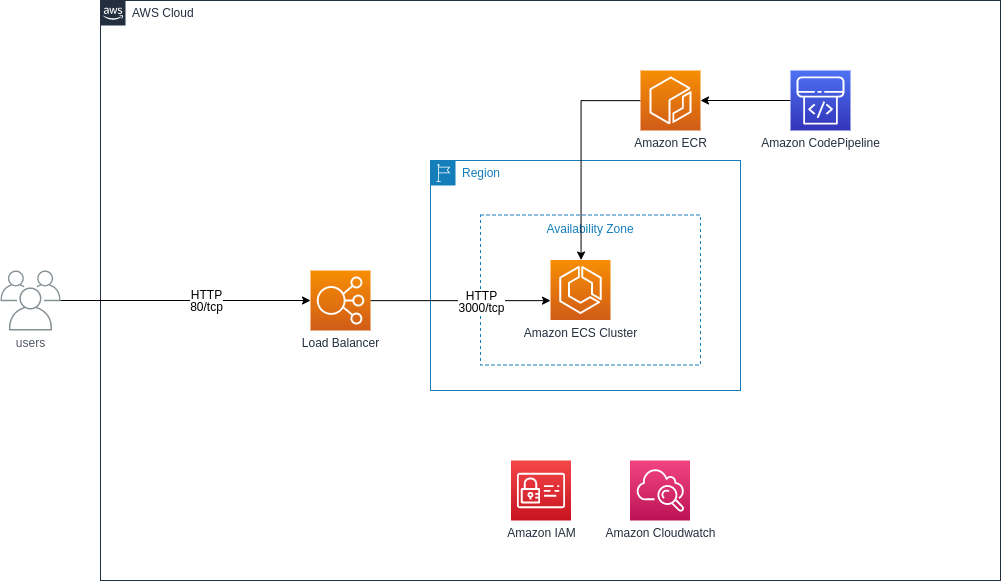 aws
AWS Cloud
Amazon ECR
Amazon CodePipeline
Region
Availability Zone
HTTP
80/tcp
HTTP
3000/tcp
users
Load Balancer
Amazon ECS Cluster
Amazon IAM
Amazon Cloudwatch